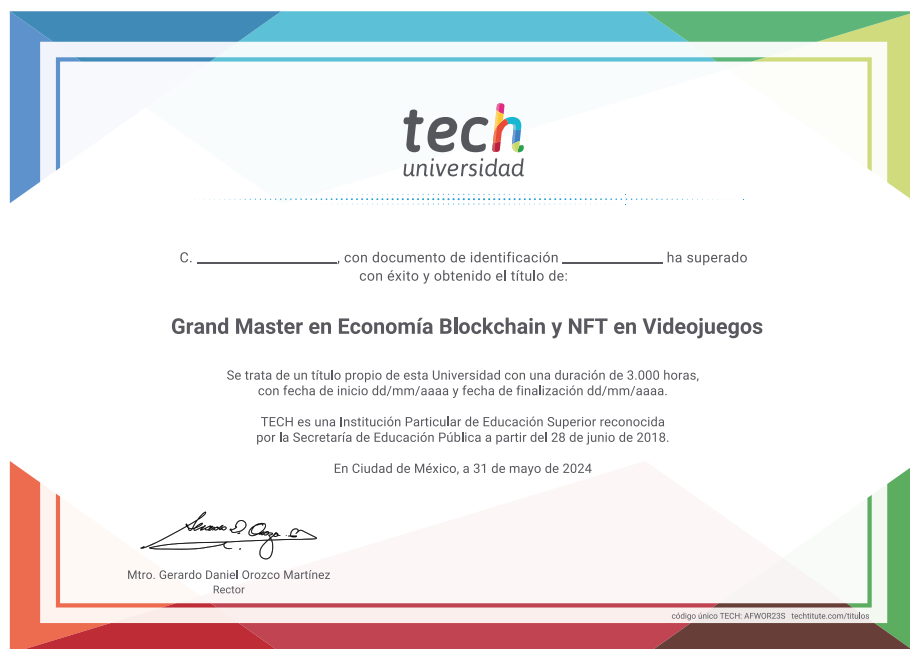 tech
universidad
C. ____________, con documento de identificación ____________ ha superado
con éxito y obtenido el título de:
Grand Master en Economía Blockchain y NFT en Videojuegos
Se trata de un título propio de esta Universidad con una duración de 3.000 horas,
con fecha de inicio dd/mm/aaaa y fecha de finalización dd/mm/aaaa.
TECH es una Institución Particular de Educación Superior reconocida
por la Secretaría de Educación Pública a partir del 28 de junio de 2018.
En Ciudad de México, a 31 de mayo de 2024
Mtro. Gerardo Daniel Orozco Martínez
Rector
código único TECH: AFWOR23S techtitute.com/titulos